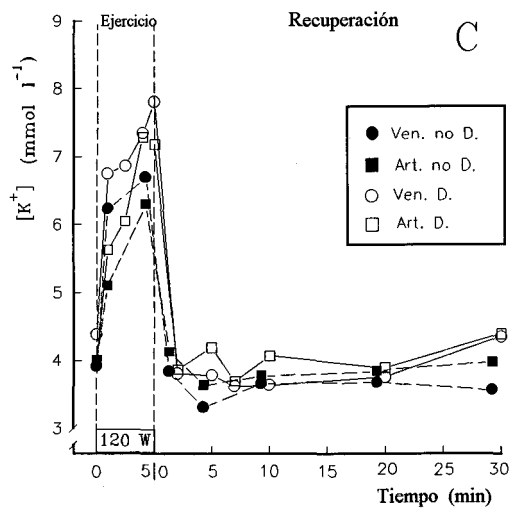 Ejercicio
Recuperación
C
[K⁺] (mmol l⁻¹)
9
8
7
6
5
4
3
Ven. no D.
Art. no D.
Ven. D.
Art. D.
120 W
0 5 0 5 10 15 20 25 30
Tiempo (min)